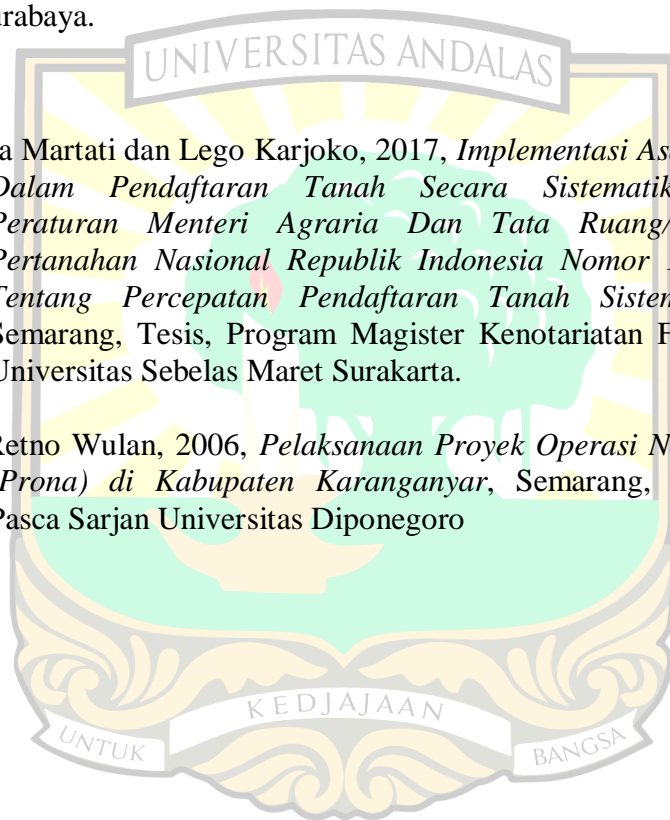 urabaya.
UNIVERSITAS ANDALAS
a Martati dan Lego Karjoko, 2017, Implementasi As
Dalam Pendaftaran Tanah Secara Sistematik
Peraturan Menteri Agraria Dan Tata Ruang/
Pertanahan Nasional Republik Indonesia Nomor
Tentang Percepatan Pendaftaran Tanah Sistem
Semarang, Tesis, Program Magister Kenotariatan F
Universitas Sebelas Maret Surakarta.
Retno Wulan, 2006, Pelaksanaan Proyek Operasi N
(Prona) di Kabupaten Karanganyar, Semarang,
Pasca Sarjan Universitas Diponegoro
KEDJAJAAN
UNTUK
BANGSA